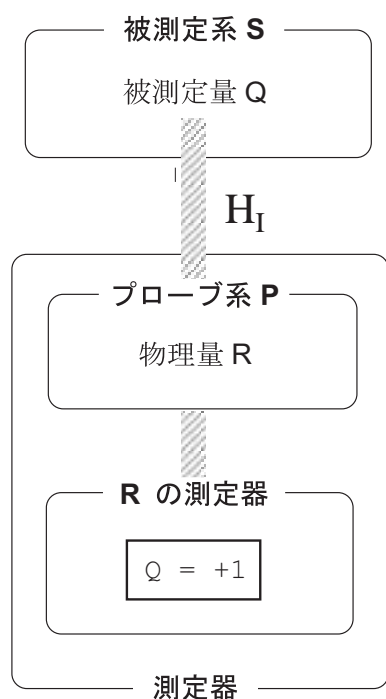 被測定系 S
被測定量 Q
H_I
プローブ系 P
物理量 R
R の測定器
Q = +1
測定器